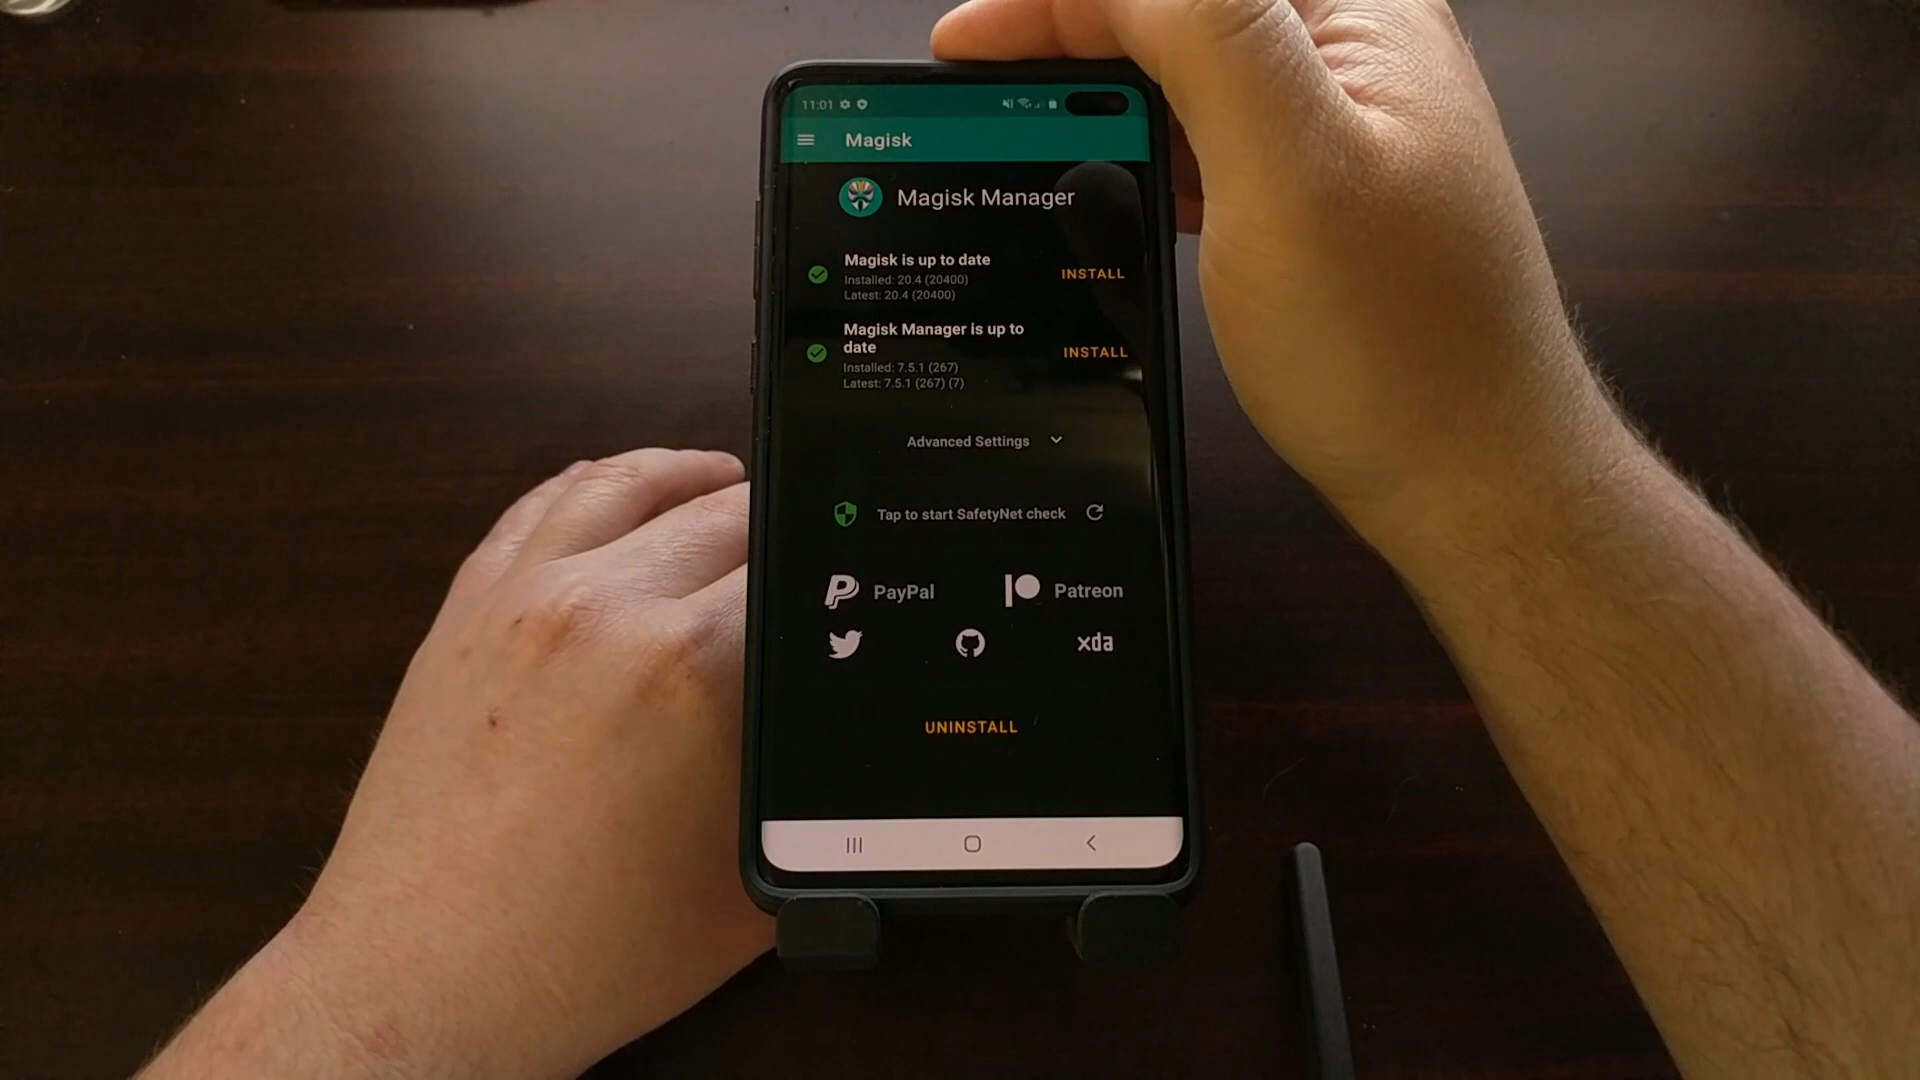 11:01
Magisk
Magisk Manager
Magisk is up to date
Installed: 20.4 (20400)
Latest: 20.4 (20400)
INSTALL
Magisk Manager is up to
date
Installed: 7.5.1 (267)
Latest: 7.5.1 (267) (7)
INSTALL
Advanced Settings
Tap to start SafetyNet check
PayPal
Patreon
xda
UNINSTALL